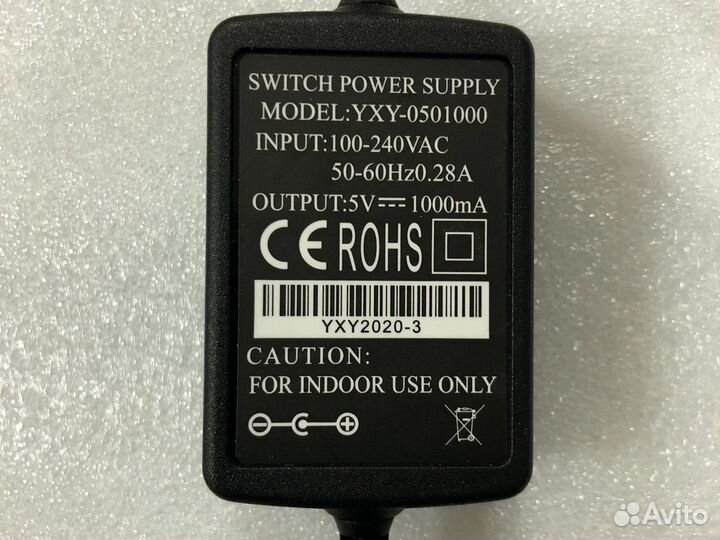 SWITCH POWER SUPPLY
MODEL:YXY-0501000
INPUT:100-240VAC
50-60Hz0.28A
OUTPUT:5V⎓1000mA
CE ROHS
YXY2020-3
CAUTION:
FOR INDOOR USE ONLY
Avito